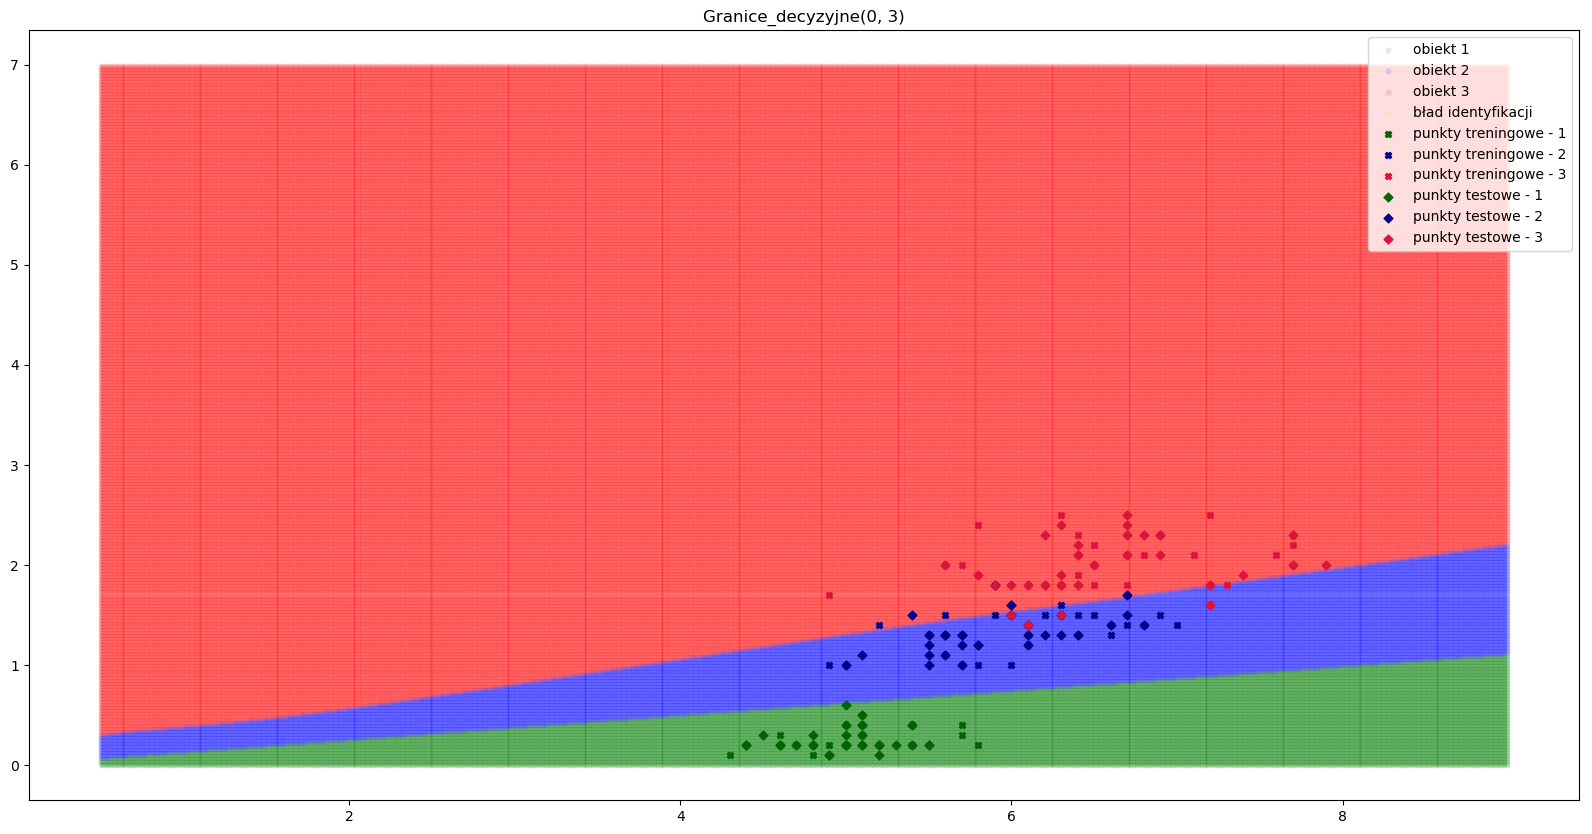 Granice_decyzyjne(0, 3)
obiekt 1
obiekt 2
obiekt 3
bład identyfikacji
punkty treningowe - 1
punkty treningowe - 2
punkty treningowe - 3
punkty testowe - 1
punkty testowe - 2
punkty testowe - 3
7
6
5
4
3
2
1
0
2 4 6 8